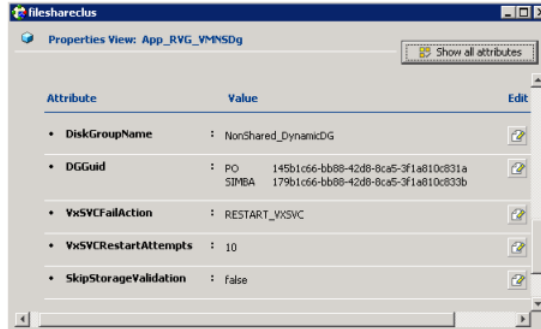 fileshareclus
Properties View: App_RVG_VMNSDg
Show all attributes
Attribute Value Edit
• DiskGroupName : NonShared_DynamicDG
• DGGuid : PO 145b1c66-bb88-42d8-8ca5-3f1a810c831a
SIMBA 179b1c66-bb88-42d8-8ca5-3f1a810c833b
• VxSVCFailAction : RESTART_VXSVC
• VxSVCRestartAttempts : 10
• SkipStorageValidation : false